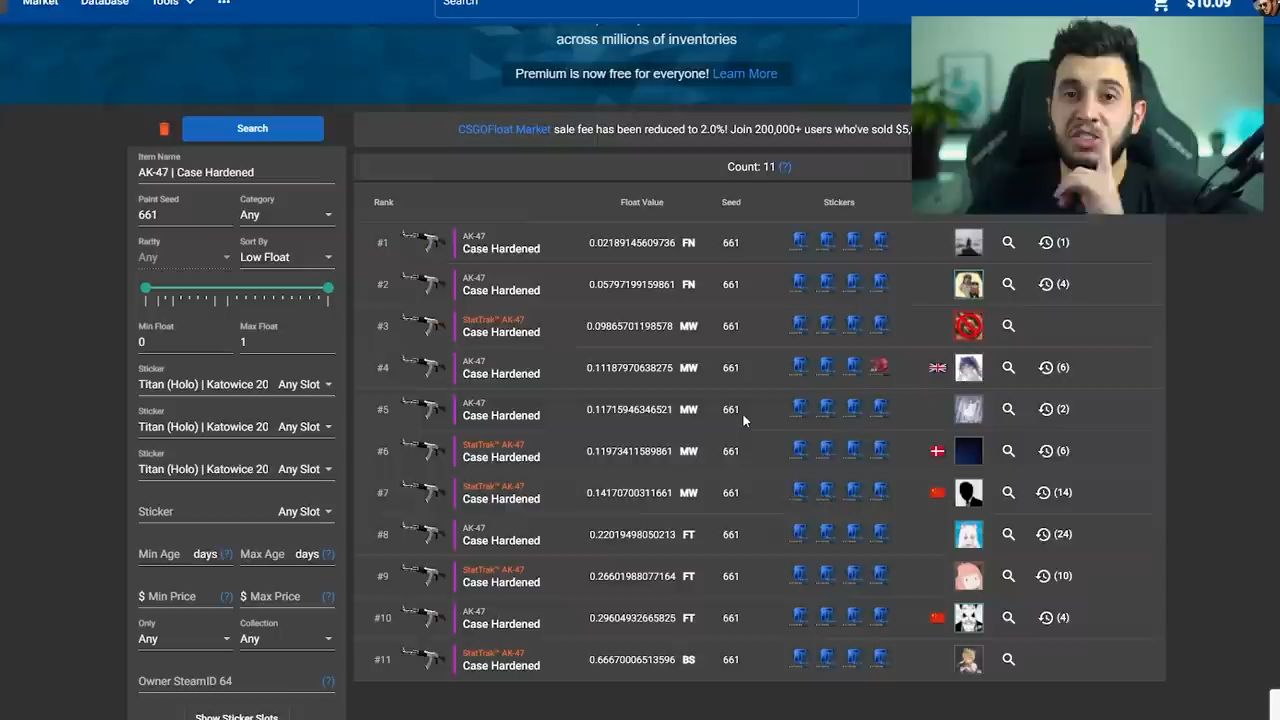 Market Database Tools ... Search $10.09
across millions of inventories
Premium is now free for everyone! Learn More
Search
CSGOFloat Market sale fee has been reduced to 2.0%! Join 200,000+ users who've sold $5,0
Item Name
AK-47 | Case Hardened
Count: 11 (?)
Paint Seed Category
661 Any
Rank Float Value Seed Stickers
Rarity Sort By
Any Low Float
Min Float Max Float
0 1
Sticker
Titan (Holo) | Katowice 20 Any Slot
Sticker
Titan (Holo) | Katowice 20 Any Slot
Sticker
Titan (Holo) | Katowice 20 Any Slot
Sticker Any Slot
Min Age days (?) Max Age days (?)
$ Min Price (?) $ Max Price (?)
Only Collection
Any Any
Owner SteamID 64 (?)
Show Sticker Slots
AK-47
#1 Case Hardened 0.02189145609736 FN 661 (1)
AK-47
#2 Case Hardened 0.05797199159861 FN 661 (4)
StatTrak™ AK-47
#3 Case Hardened 0.09865701198578 MW 661
AK-47
#4 Case Hardened 0.11187970638275 MW 661 (6)
AK-47
#5 Case Hardened 0.11715946346521 MW 661 (2)
StatTrak™ AK-47
#6 Case Hardened 0.11973411589861 MW 661 (6)
StatTrak™ AK-47
#7 Case Hardened 0.14170700311661 MW 661 (14)
AK-47
#8 Case Hardened 0.22019498050213 FT 661 (24)
StatTrak™ AK-47
#9 Case Hardened 0.26601988077164 FT 661 (10)
AK-47
#10 Case Hardened 0.29604932665825 FT 661 (4)
StatTrak™ AK-47
#11 Case Hardened 0.66670006513596 BS 661